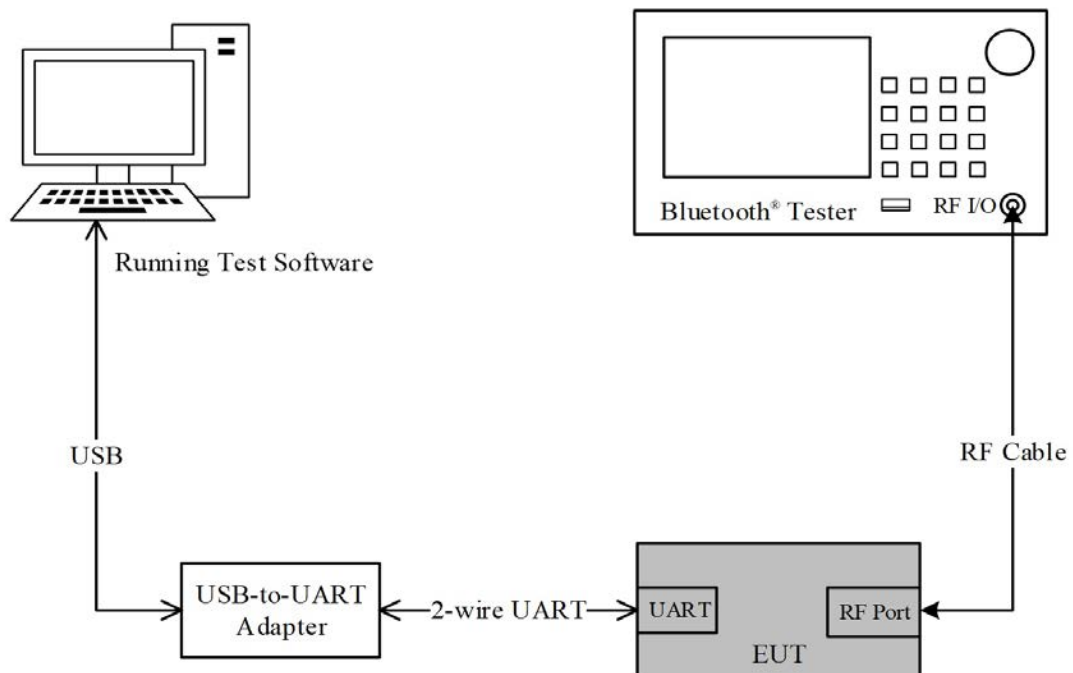 Bluetooth® Tester
RF I/O
Running Test Software
USB
RF Cable
USB-to-UART
Adapter
2-wire UART
UART
RF Port
EUT